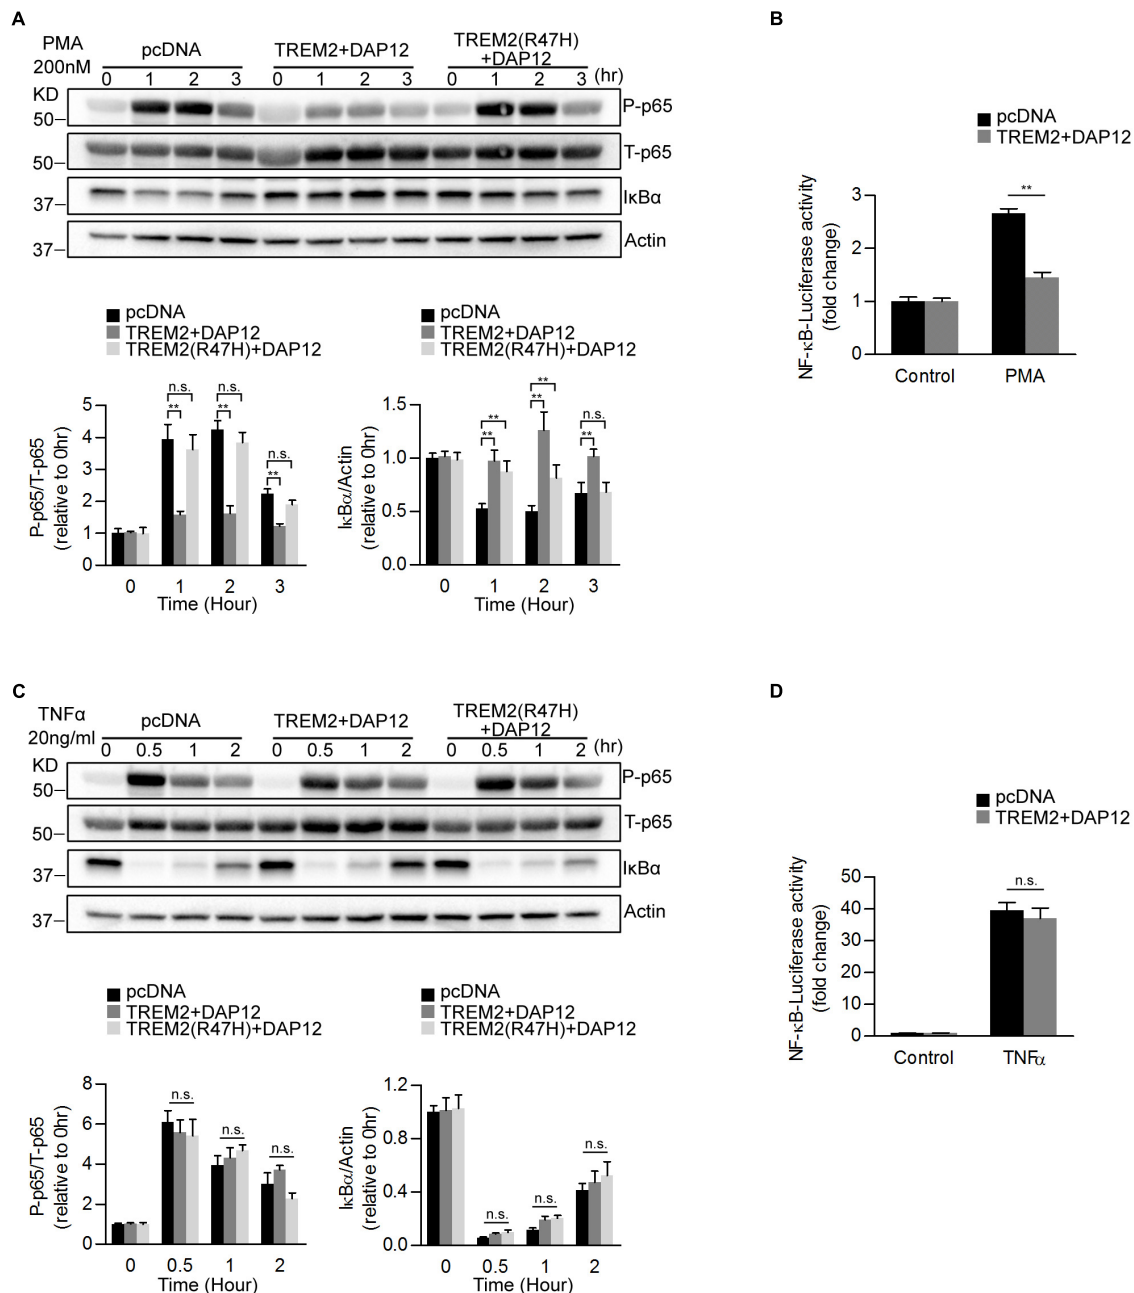 A
PMA
200nM
pcDNA
TREM2+DAP12
TREM2(R47H)
+DAP12
0 1 2 3 0 1 2 3 0 1 2 3 (hr)
KD
50
P-p65
50
T-p65
37
IκBα
37
Actin
pcDNA
TREM2+DAP12
TREM2(R47H)+DAP12
P-p65/T-p65
(relative to 0hr)
5
4
3
2
1
0
n.s.
**
n.s.
**
n.s.
**
0 1 2 3
Time (Hour)
pcDNA
TREM2+DAP12
TREM2(R47H)+DAP12
IκBα/Actin
(relative to 0hr)
1.5
1.0
0.5
0.0
**
**
**
**
n.s.
**
0 1 2 3
Time (Hour)
B
pcDNA
TREM2+DAP12
NF-κB-Luciferase activity
(fold change)
3
2
1
0
**
Control PMA
C
TNFα
20ng/ml
pcDNA
TREM2+DAP12
TREM2(R47H)
+DAP12
0 0.5 1 2 0 0.5 1 2 0 0.5 1 2 (hr)
KD
50
P-p65
50
T-p65
37
IκBα
37
Actin
pcDNA
TREM2+DAP12
TREM2(R47H)+DAP12
P-p65/T-p65
(relative to 0hr)
8
6
4
2
0
n.s.
n.s.
n.s.
0 0.5 1 2
Time (Hour)
pcDNA
TREM2+DAP12
TREM2(R47H)+DAP12
IκBα/Actin
(relative to 0hr)
1.2
0.8
0.4
0.0
n.s.
n.s.
n.s.
0 0.5 1 2
Time (Hour)
D
pcDNA
TREM2+DAP12
NF-κB-Luciferase activity
(fold change)
50
40
30
20
10
0
n.s.
Control TNFα